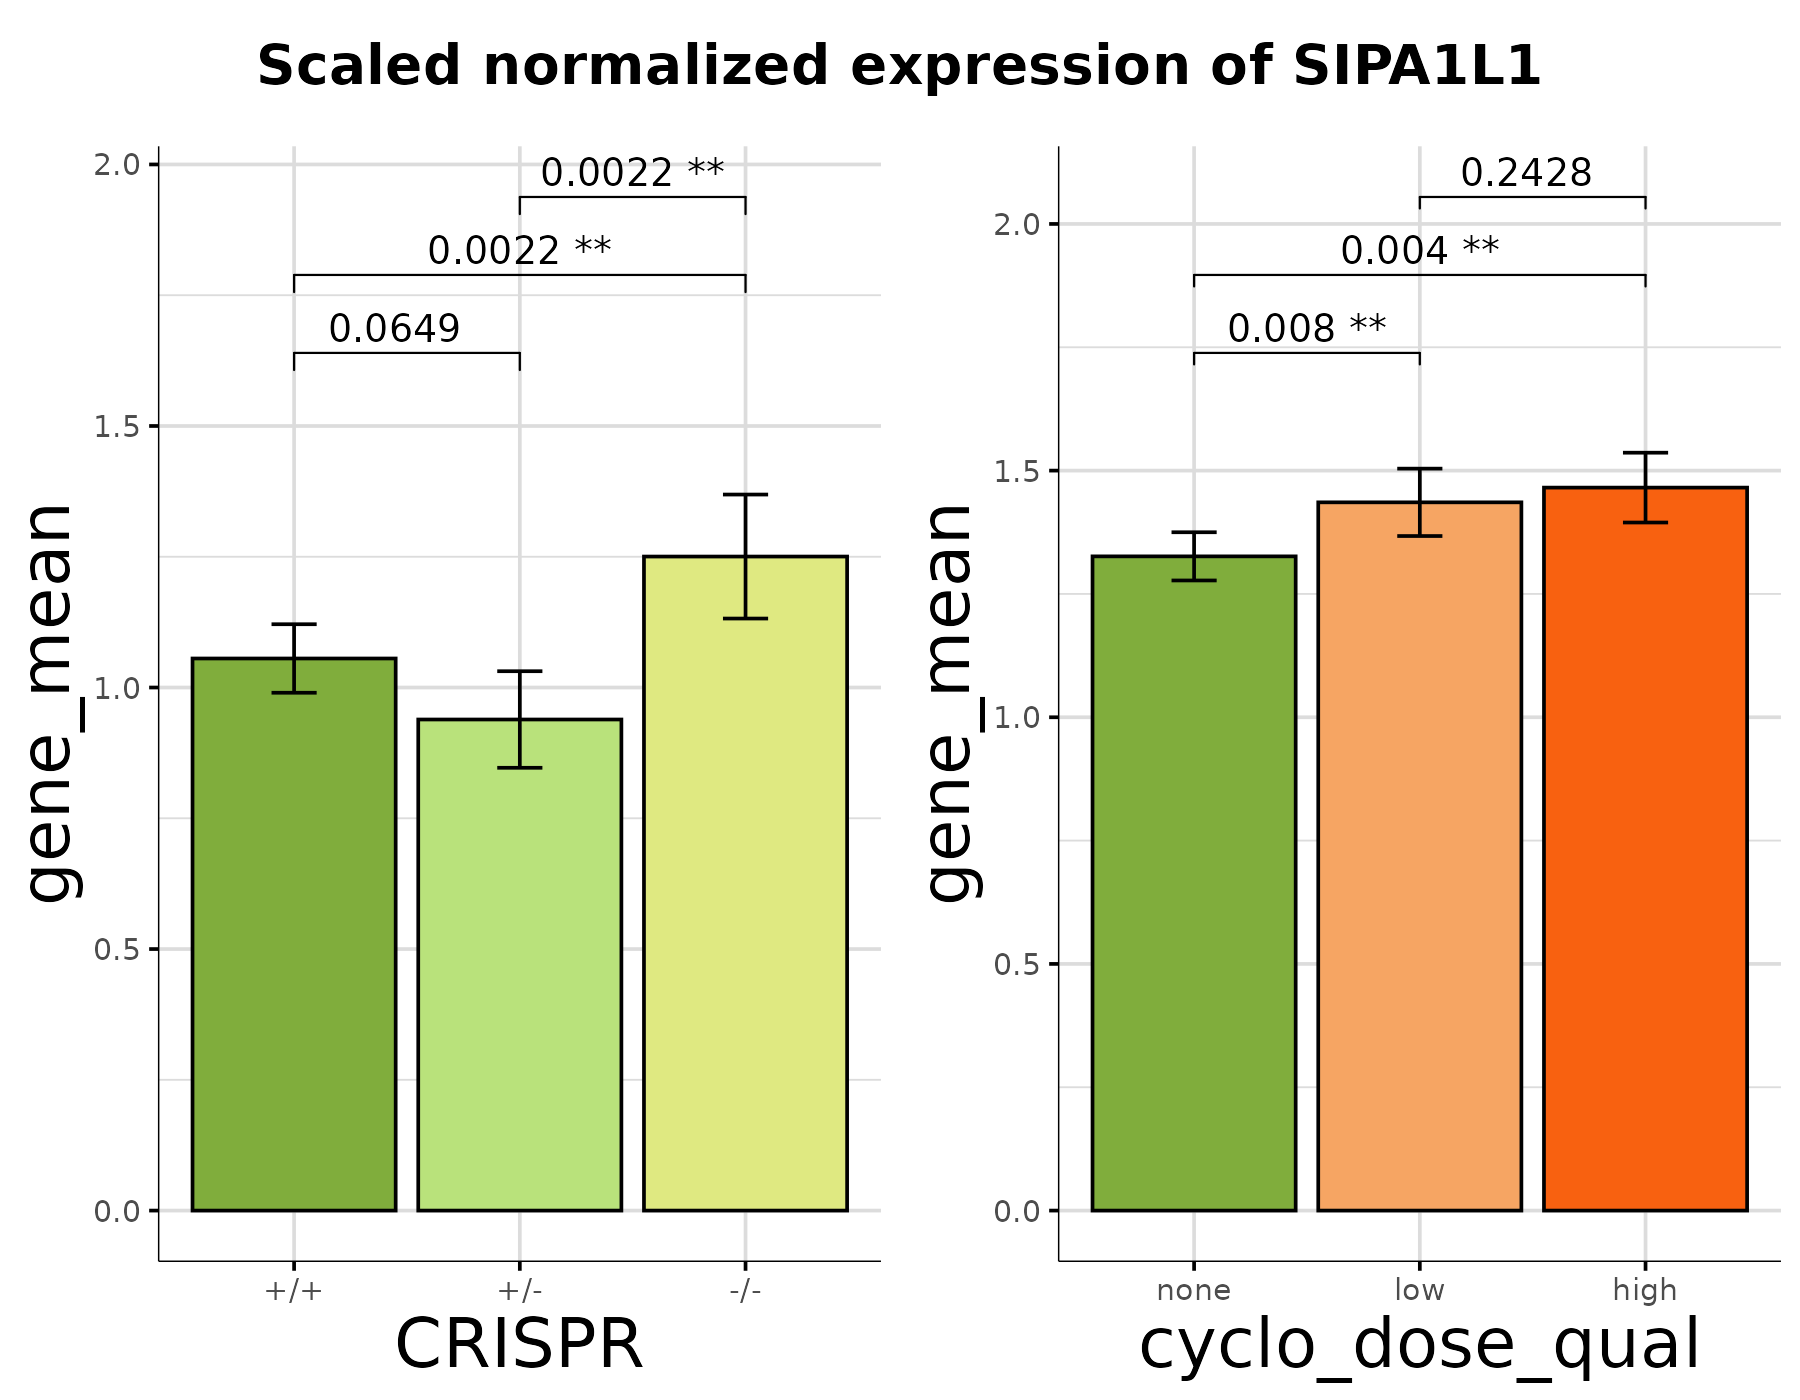 Scaled normalized expression of SIPA1L1
gene_mean
2.0
1.5
1.0
0.5
0.0
0.0022 **
0.0022 **
0.0649
+/+
+/-
-/-
CRISPR
gene_mean
2.0
1.5
1.0
0.5
0.0
0.2428
0.004 **
0.008 **
none
low
high
cyclo_dose_qual